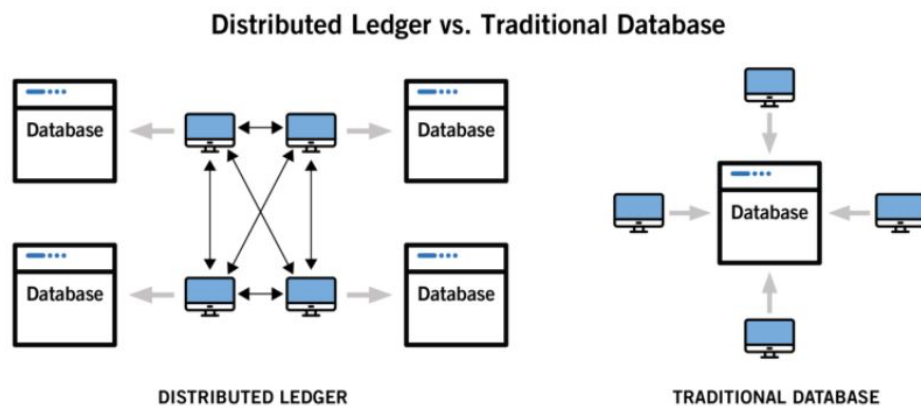 Distributed Ledger vs. Traditional Database
Database
Database
Database
Database
Database
DISTRIBUTED LEDGER
TRADITIONAL DATABASE